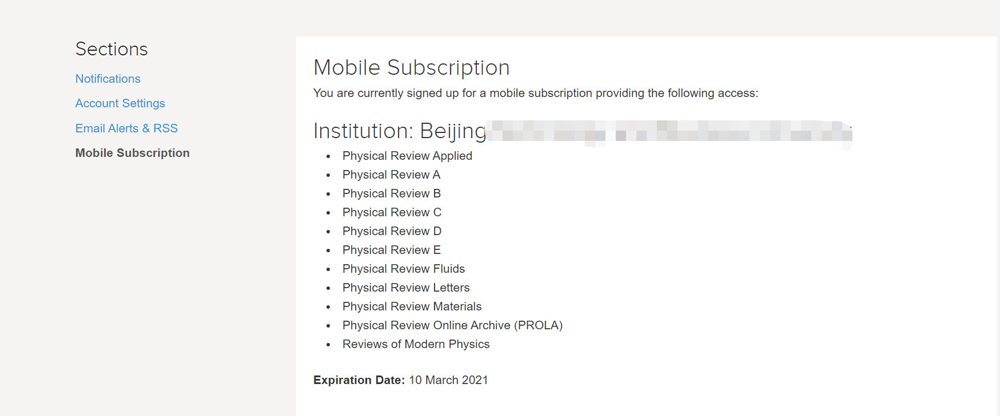 Sections
Notifications
Account Settings
Email Alerts & RSS
Mobile Subscription
Mobile Subscription
You are currently signed up for a mobile subscription providing the following access:
Institution: Beijing
Physical Review Applied
Physical Review A
Physical Review B
Physical Review C
Physical Review D
Physical Review E
Physical Review Fluids
Physical Review Letters
Physical Review Materials
Physical Review Online Archive (PROLA)
Reviews of Modern Physics
Expiration Date: 10 March 2021